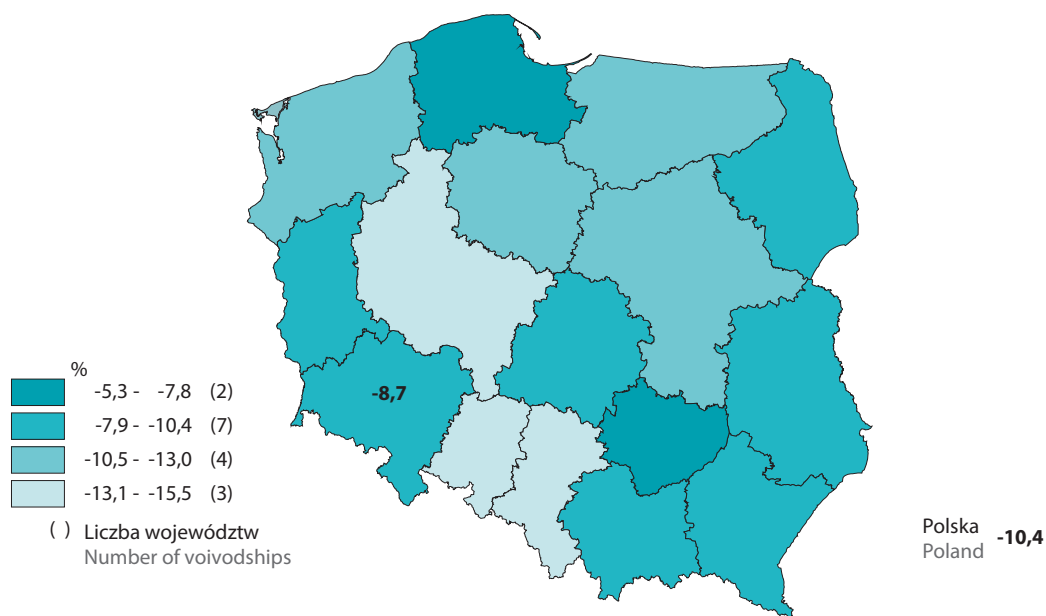 -8,7
%
-5,3 - -7,8 (2)
-7,9 - -10,4 (7)
-10,5 - -13,0 (4)
-13,1 - -15,5 (3)
( ) Liczba województw
Number of voivodships
Polska
Poland
-10,4